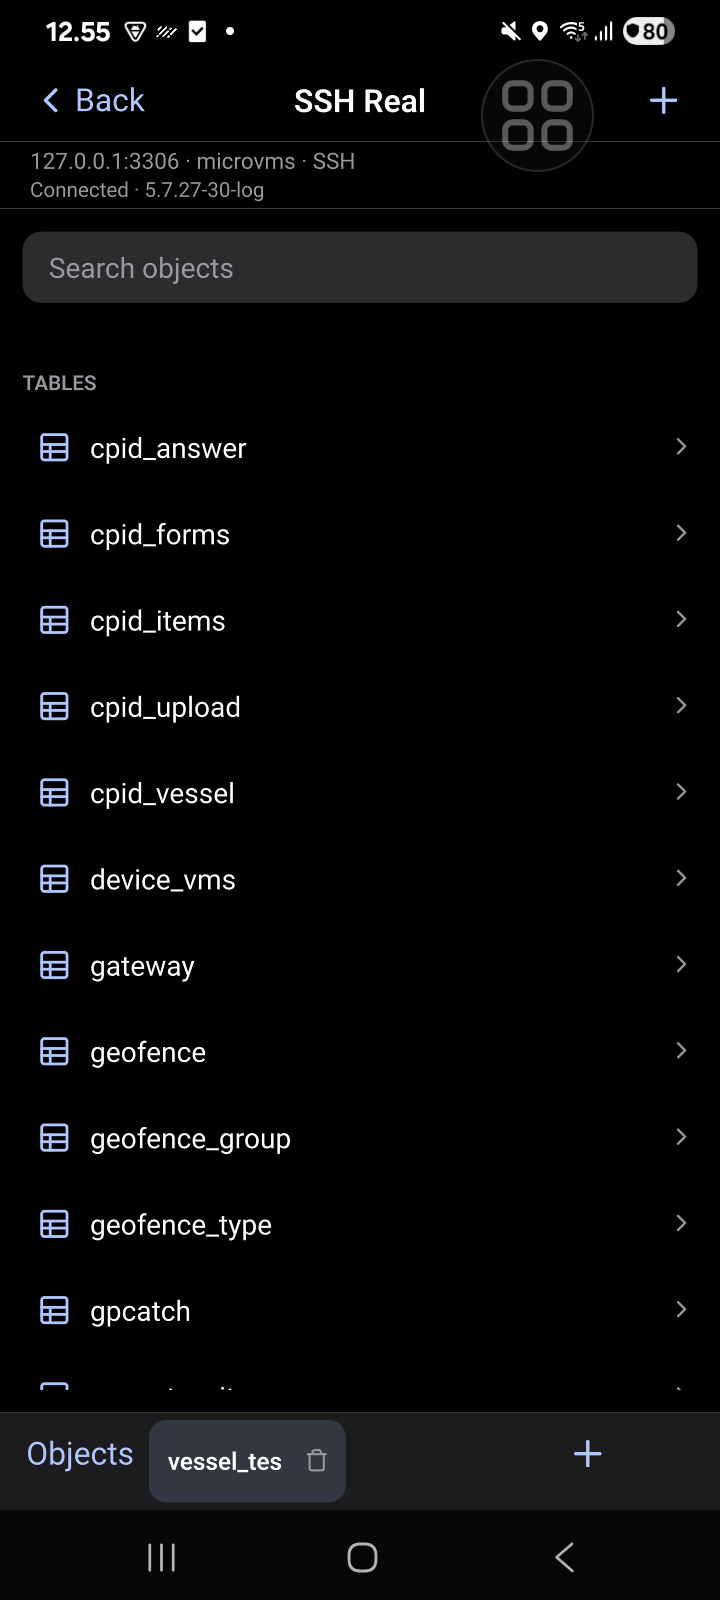 12.55
80
Back
SSH Real
127.0.0.1:3306 · microvms · SSH
Connected · 5.7.27-30-log
Search objects
TABLES
cpid_answer
cpid_forms
cpid_items
cpid_upload
cpid_vessel
device_vms
gateway
geofence
geofence_group
geofence_type
gpcatch
Objects
vessel_tes